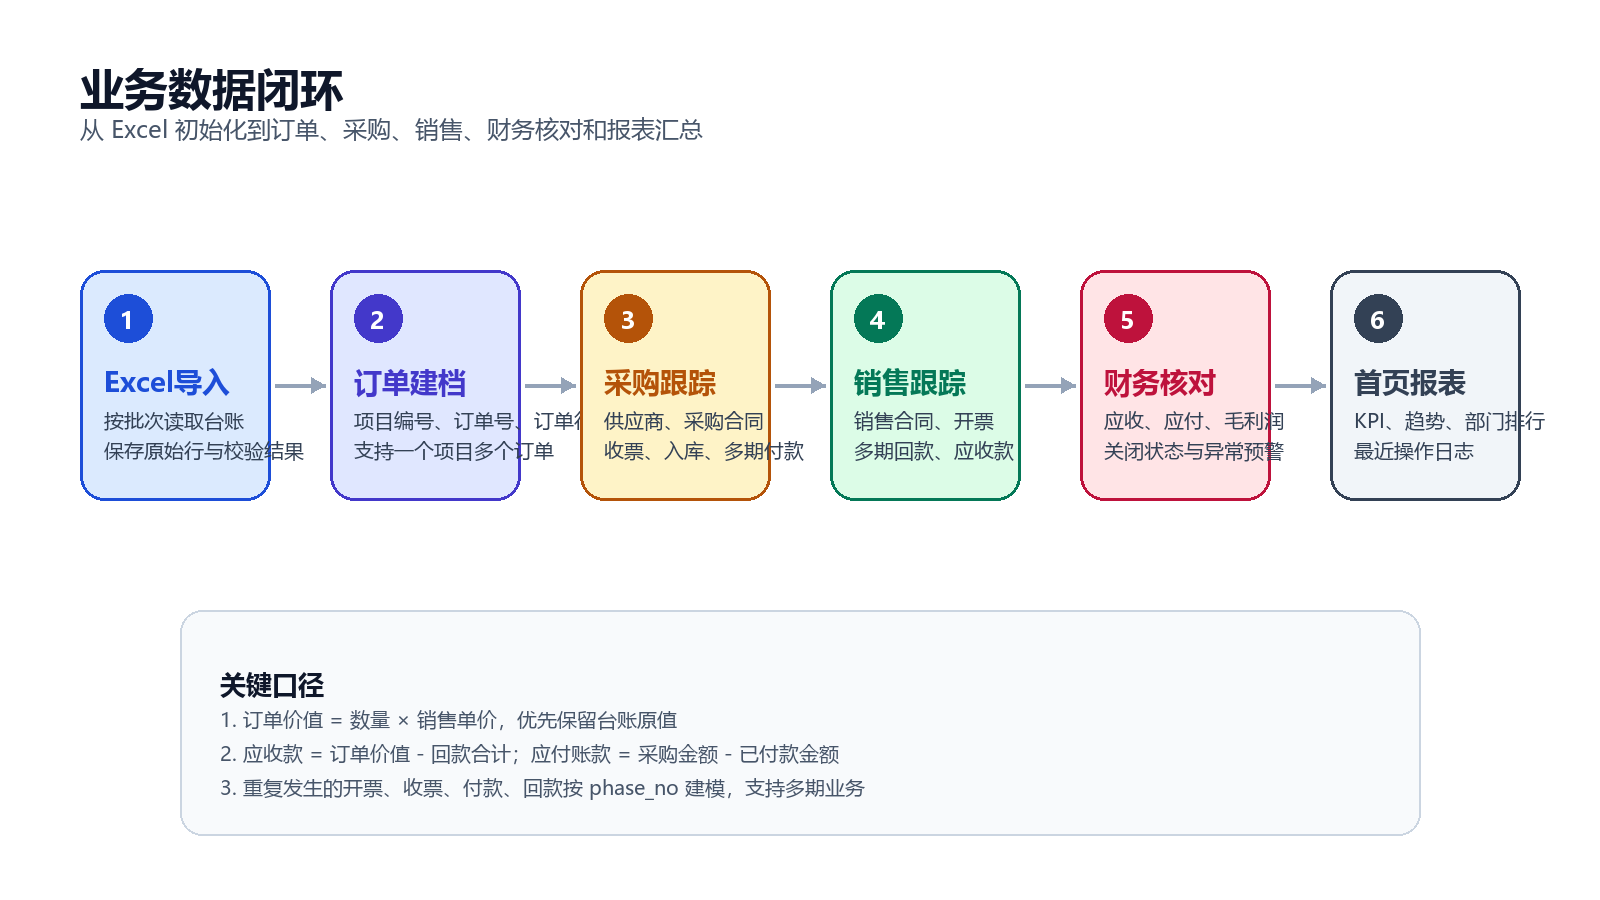 业务数据闭环
从 Excel 初始化到订单、采购、销售、财务核对和报表汇总
1
Excel导入
按批次读取台账
保存原始行与校验结果
2
订单建档
项目编号、订单号、订单
支持一个项目多个订单
3
采购跟踪
供应商、采购合同
收票、入库、多期付款
4
销售跟踪
销售合同、开票
多期回款、应收款
5
财务核对
应收、应付、毛利润
关闭状态与异常预警
6
首页报表
KPI、趋势、部门排行
最近操作日志
关键口径
1. 订单价值 = 数量 × 销售单价，优先保留台账原值
2. 应收款 = 订单价值 - 回款合计；应付账款 = 采购金额 - 已付款金额
3. 重复发生的开票、收票、付款、回款按 phase_no 建模，支持多期业务